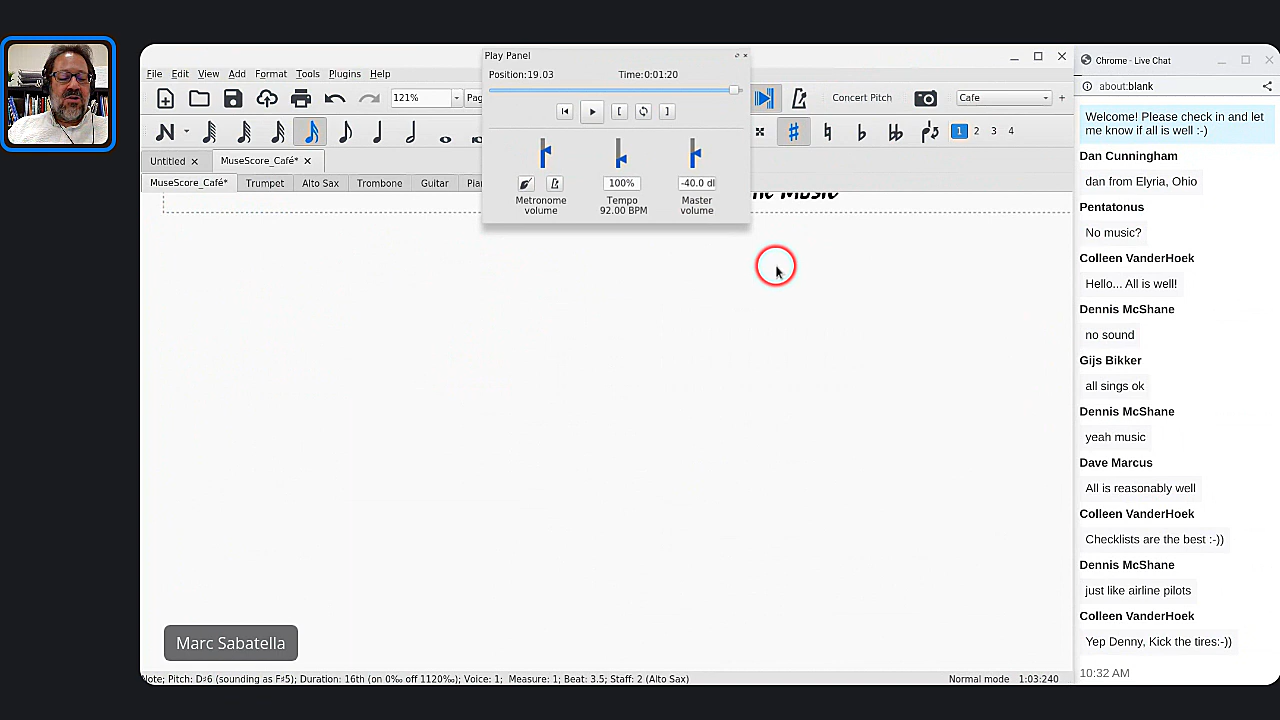 Play Panel
Position:19.03 Time:0:01:20
File Edit View Add Format Tools Plugins Help
121% Pag
Concert Pitch Cafe
1 2 3 4
Untitled MuseScore_Café*
MuseScore_Café* Trumpet Alto Sax Trombone Guitar
100% -40.0 dl
Metronome volume
Tempo 92.00 BPM
Master volume
Music
Marc Sabatella
Note; Pitch: D♯6 (sounding as F♯5); Duration: 16th (on 0‰ off 1120‰); Voice: 1; Measure: 1; Beat: 3.5; Staff: 2 (Alto Sax)
Normal mode 1:03:240
Chrome - Live Chat
about:blank
Welcome! Please check in and let
me know if all is well :-)
Dan Cunningham
dan from Elyria, Ohio
Pentatonus
No music?
Colleen VanderHoek
Hello... All is well!
Dennis McShane
no sound
Gijs Bikker
all sings ok
Dennis McShane
yeah music
Dave Marcus
All is reasonably well
Colleen VanderHoek
Checklists are the best :-))
Dennis McShane
just like airline pilots
Colleen VanderHoek
Yep Denny, Kick the tires:-))
10:32 AM